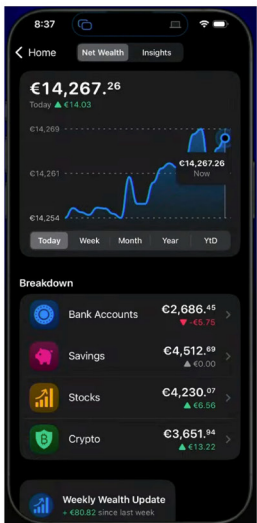 8:37
Home
Net Wealth
Insights
€14,267.26
Today ▲ €14.03
€14,269
€14,261
€14,254
€14,267.26
Now
Today Week Month Year YtD
Breakdown
Bank Accounts €2,686.45
▼ -€5.75
Savings €4,512.69
▲ €0.00
Stocks €4,230.07
▲ €6.56
Crypto €3,651.94
▲ €13.22
Weekly Wealth Update
+ €80.82 since last week